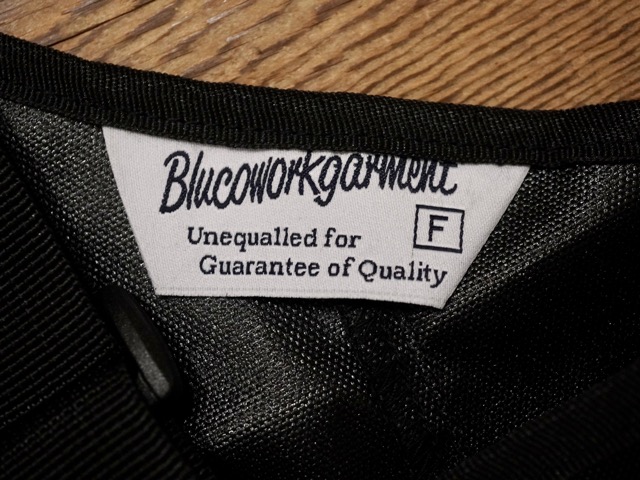 Blucoworkgarment
F
Unequalled for
Guarantee of Quality